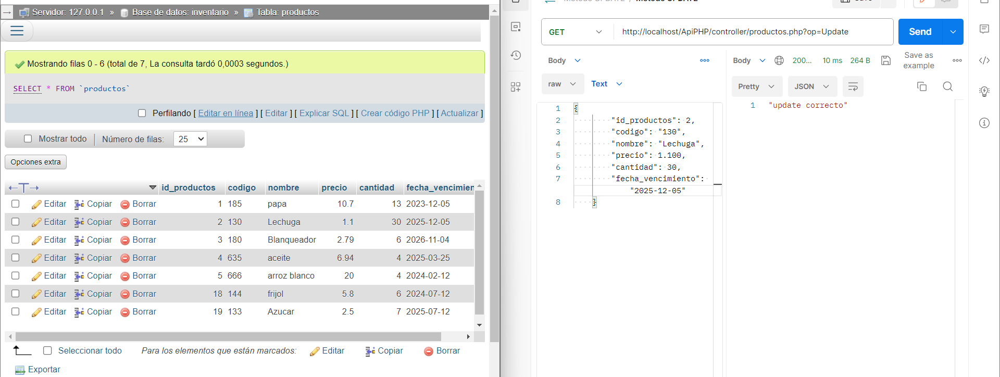 Servidor: 127.0.0.1 » Base de datos: inventario » Tabla: productos
Mostrando filas 0 - 6 (total de 7, La consulta tardó 0,0003 segundos.)
SELECT * FROM `productos`
Perfilando [ Editar en línea ] [ Editar ] [ Explicar SQL ] [ Crear código PHP ] [ Actualizar ]
Mostrar todo Número de filas: 25
Opciones extra
id_productos codigo nombre precio cantidad fecha_vencimien
Editar Copiar Borrar 1 185 papa 10.7 13 2023-12-05
Editar Copiar Borrar 2 130 Lechuga 1.1 30 2025-12-05
Editar Copiar Borrar 3 180 Blanqueador 2.79 6 2026-11-04
Editar Copiar Borrar 4 635 aceite 6.94 4 2025-03-25
Editar Copiar Borrar 5 666 arroz blanco 20 4 2024-02-12
Editar Copiar Borrar 18 144 frijol 5.8 6 2024-07-12
Editar Copiar Borrar 19 133 Azucar 2.5 7 2025-07-12
Seleccionar todo Para los elementos que están marcados: Editar Copiar Borrar
Exportar
GET http://localhost/ApiPHP/controller/productos.php?op=Update Send
Body
raw Text
1 {
2 "id_productos": 2,
3 "codigo": "130",
4 "nombre": "Lechuga",
5 "precio": 1.100,
6 "cantidad": 30,
7 "fecha_vencimiento":
"2025-12-05"
8 }
Body 200... 10 ms 264 B Save as
example
Pretty JSON
1 "update correcto"